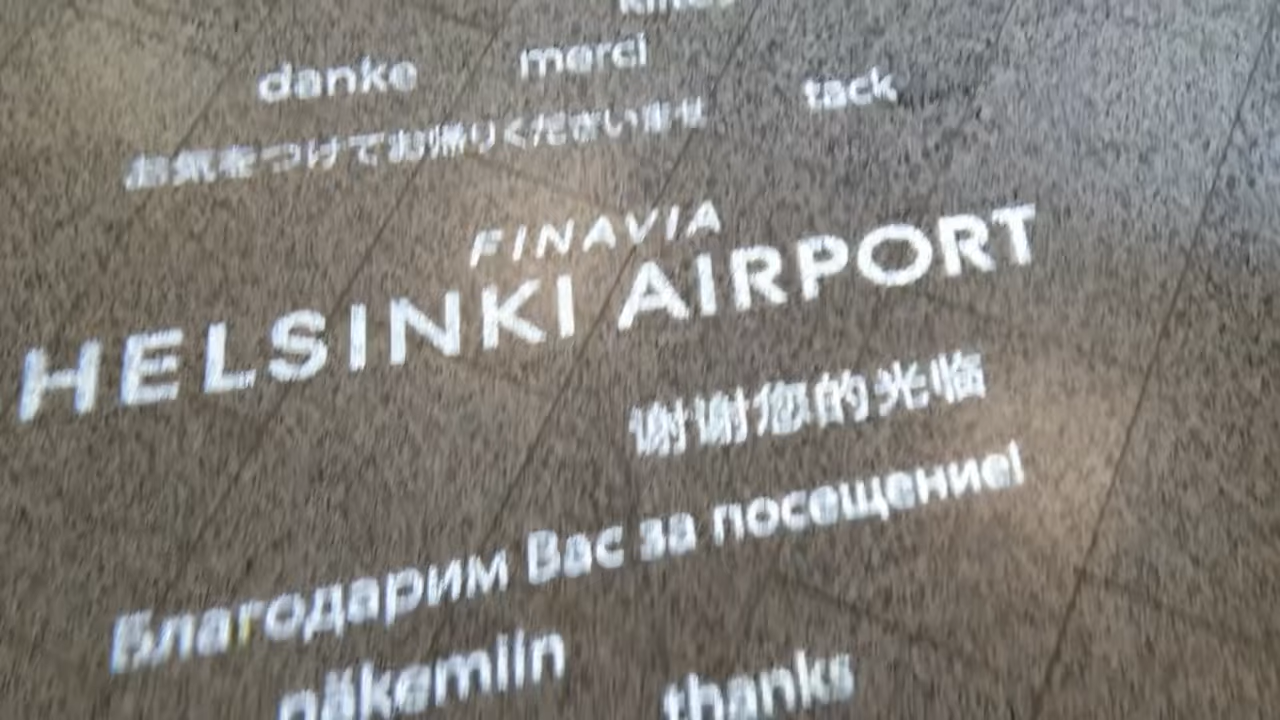 kiitos
danke merci tack
お気をつけてお帰りくださいませ
FINAVIA
HELSINKI AIRPORT
谢谢您的光临
Благодарим Вас за посещение!
näkemiin
thanks